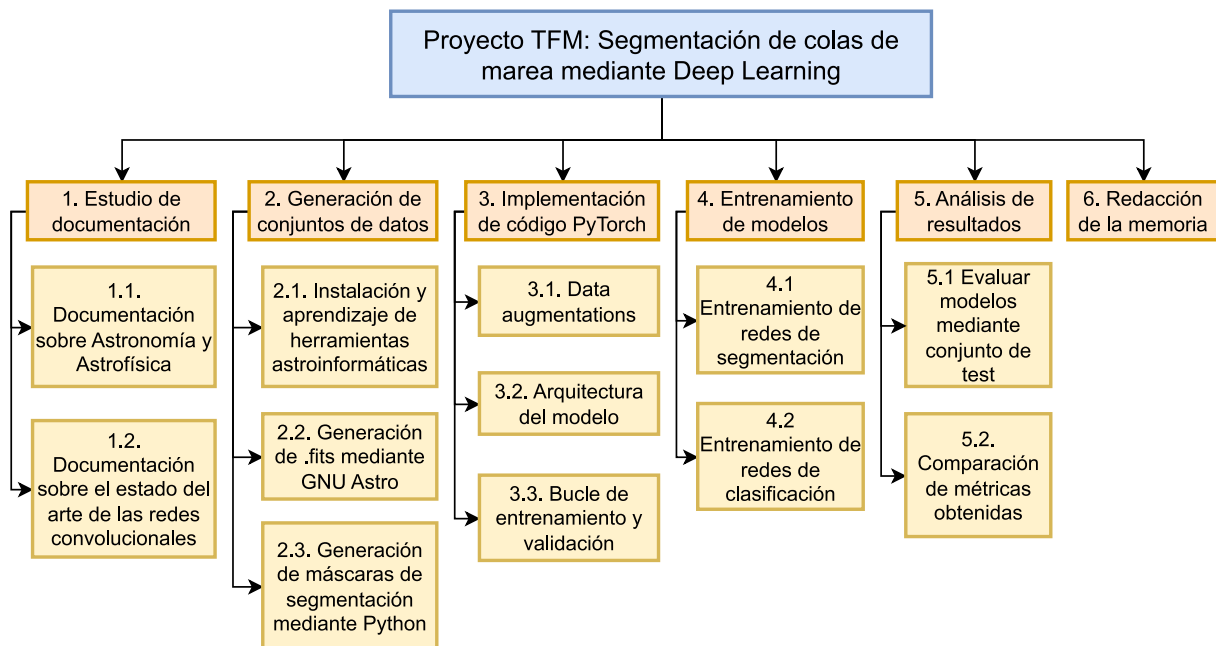 Proyecto TFM: Segmentación de colas de
marea mediante Deep Learning
1. Estudio de
documentación
1.1.
Documentación
sobre Astronomía y
Astrofísica
1.2.
Documentación
sobre el estado del
arte de las redes
convolucionales
2. Generación de
conjuntos de datos
2.1. Instalación y
aprendizaje de
herramientas
astroinformáticas
2.2. Generación
de .fits mediante
GNU Astro
2.3. Generación
de máscaras de
segmentación
mediante Python
3. Implementación
de código PyTorch
3.1. Data
augmentations
3.2. Arquitectura
del modelo
3.3. Bucle de
entrenamiento y
validación
4. Entrenamiento
de modelos
4.1
Entrenamiento de
redes de
segmentación
4.2
Entrenamiento de
redes de
clasificación
5. Análisis de
resultados
5.1 Evaluar
modelos
mediante
conjunto de
test
5.2.
Comparación
de métricas
obtenidas
6. Redacción
de la memoria